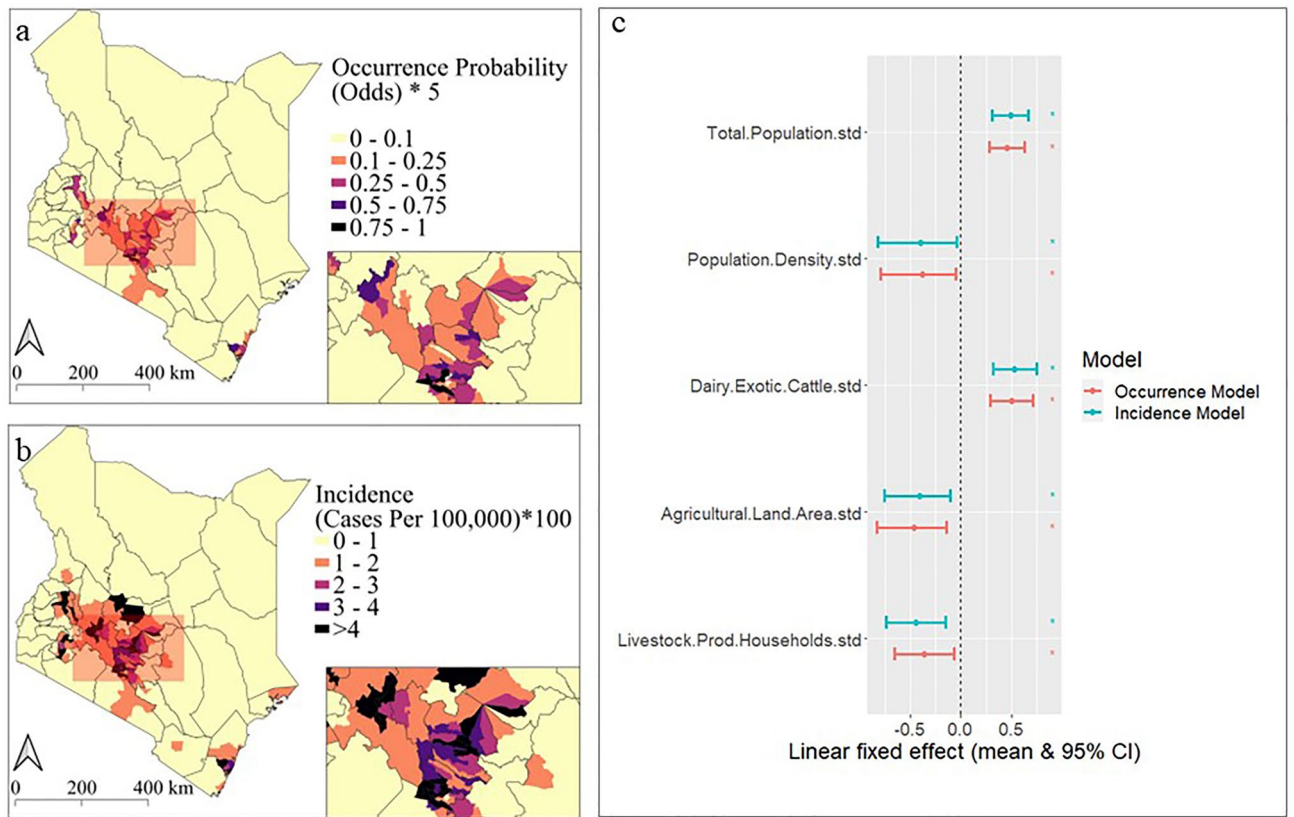 a
Occurrence Probability
(Odds) * 5
0 - 0.1
0.1 - 0.25
0.25 - 0.5
0.5 - 0.75
0.75 - 1
0 200 400 km
b
Incidence
(Cases Per 100,000)*100
0 - 1
1 - 2
2 - 3
3 - 4
>4
0 200 400 km
c
Total.Population.std
Population.Density.std
Dairy.Exotic.Cattle.std
Agricultural.Land.Area.std
Livestock.Prod.Households.std
-0.5 0.0 0.5
Linear fixed effect (mean & 95% CI)
Model
Occurrence Model
Incidence Model